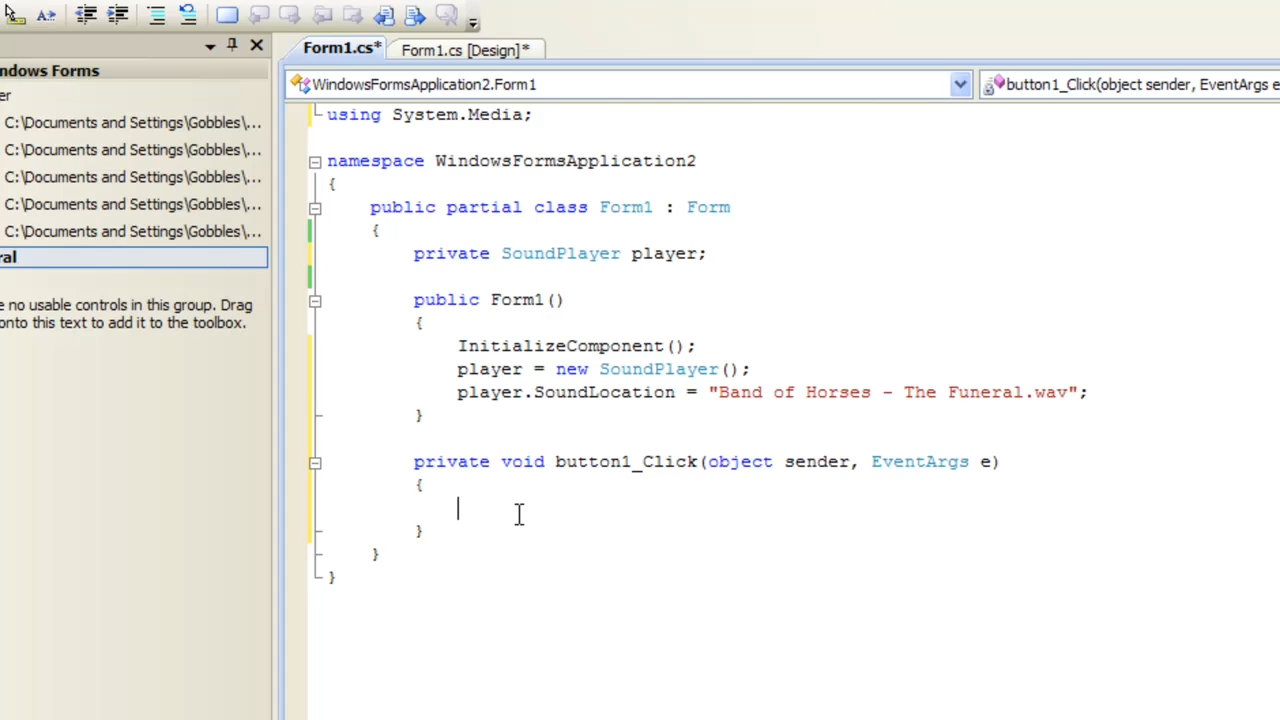 Form1.cs* Form1.cs [Design]*
ndows Forms
WindowsFormsApplication2.Form1 button1_Click(object sender, EventArgs e
er
C:\Documents and Settings\Gobbles\...
C:\Documents and Settings\Gobbles\...
C:\Documents and Settings\Gobbles\...
C:\Documents and Settings\Gobbles\...
C:\Documents and Settings\Gobbles\...
ral
e no usable controls in this group. Drag
onto this text to add it to the toolbox.
using System.Media;
namespace WindowsFormsApplication2
{
public partial class Form1 : Form
{
private SoundPlayer player;
public Form1()
{
InitializeComponent();
player = new SoundPlayer();
player.SoundLocation = "Band of Horses - The Funeral.wav";
}
private void button1_Click(object sender, EventArgs e)
{
}
}
}